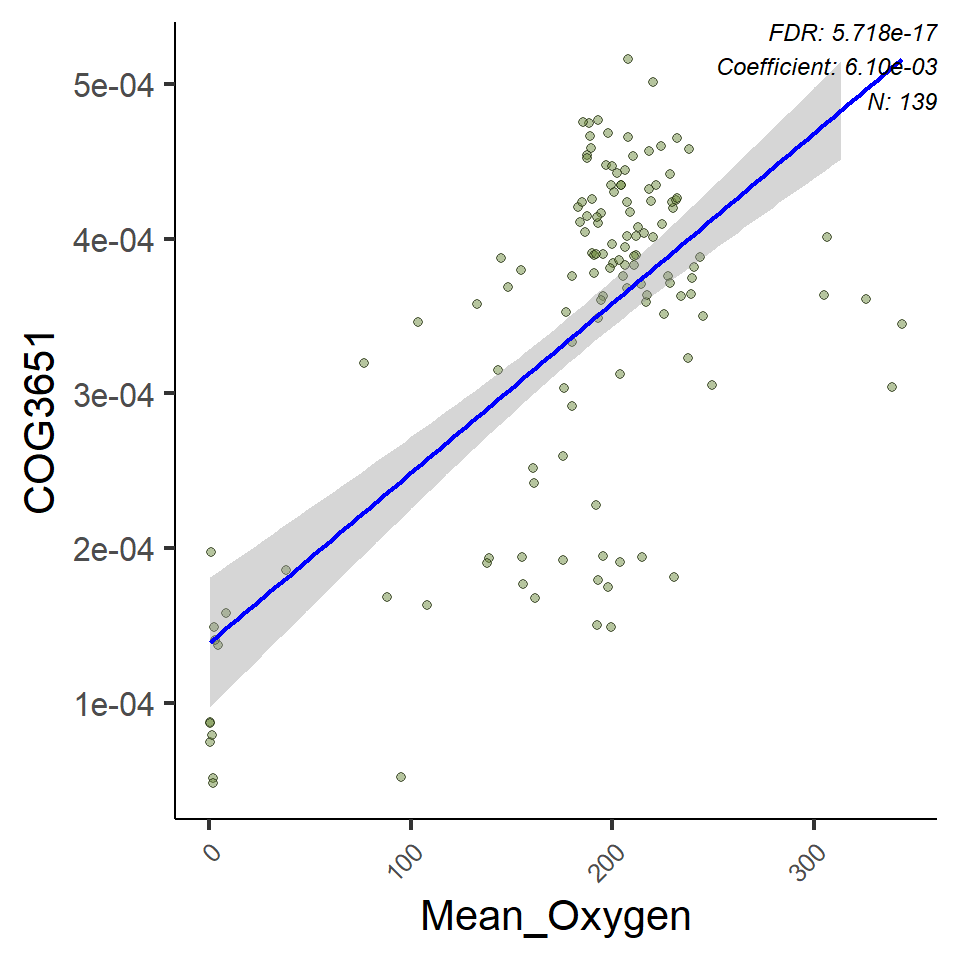 FDR: 5.718e-17
Coefficient: 6.10e-03
N: 139
5e-04
4e-04
3e-04
2e-04
1e-04
COG3651
0
100
200
300
Mean_Oxygen